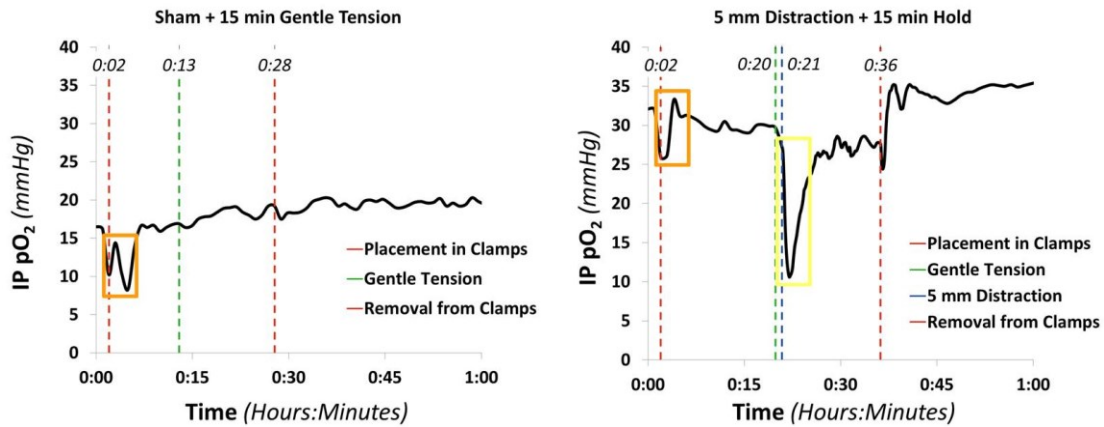 Sham + 15 min Gentle Tension
40
35
30
25
20
15
10
5
0
IP pO₂ (mmHg)
0:02
0:13
0:28
Placement in Clamps
Gentle Tension
Removal from Clamps
0:00
0:15
0:30
0:45
1:00
Time (Hours:Minutes)
5 mm Distraction + 15 min Hold
40
35
30
25
20
15
10
5
0
IP pO₂ (mmHg)
0:02
0:20
0:21
0:36
Placement in Clamps
Gentle Tension
5 mm Distraction
Removal from Clamps
0:00
0:15
0:30
0:45
1:00
Time (Hours:Minutes)